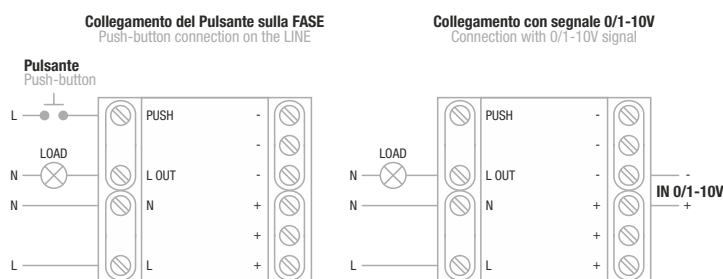 Collegamento del Pulsante sulla FASE
Push-button connection on the LINE
Pulsante
Push-button
L
PUSH
-
-
LOAD
N
L OUT
-
N
N
+
+
L
L
+
Collegamento con segnale 0/1-10V
Connection with 0/1-10V signal
PUSH
-
-
LOAD
N
L OUT
-
-
IN 0/1-10V
N
N
+
+
+
L
L
+